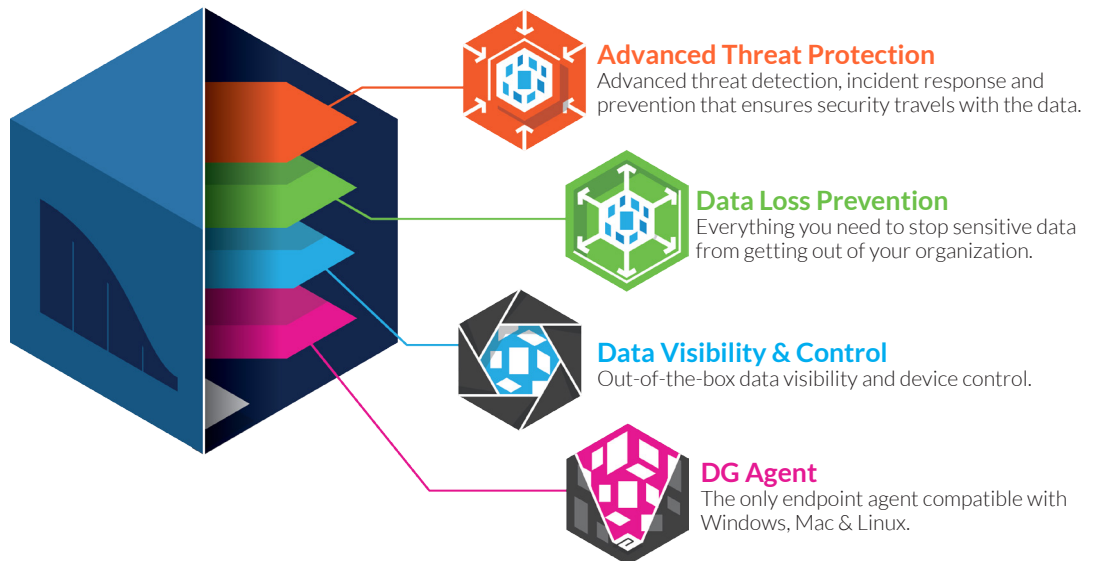 Advanced Threat Protection
Advanced threat detection, incident response and
prevention that ensures security travels with the data.
Data Loss Prevention
Everything you need to stop sensitive data
from getting out of your organization.
Data Visibility & Control
Out-of-the-box data visibility and device control.
DG Agent
The only endpoint agent compatible with
Windows, Mac & Linux.